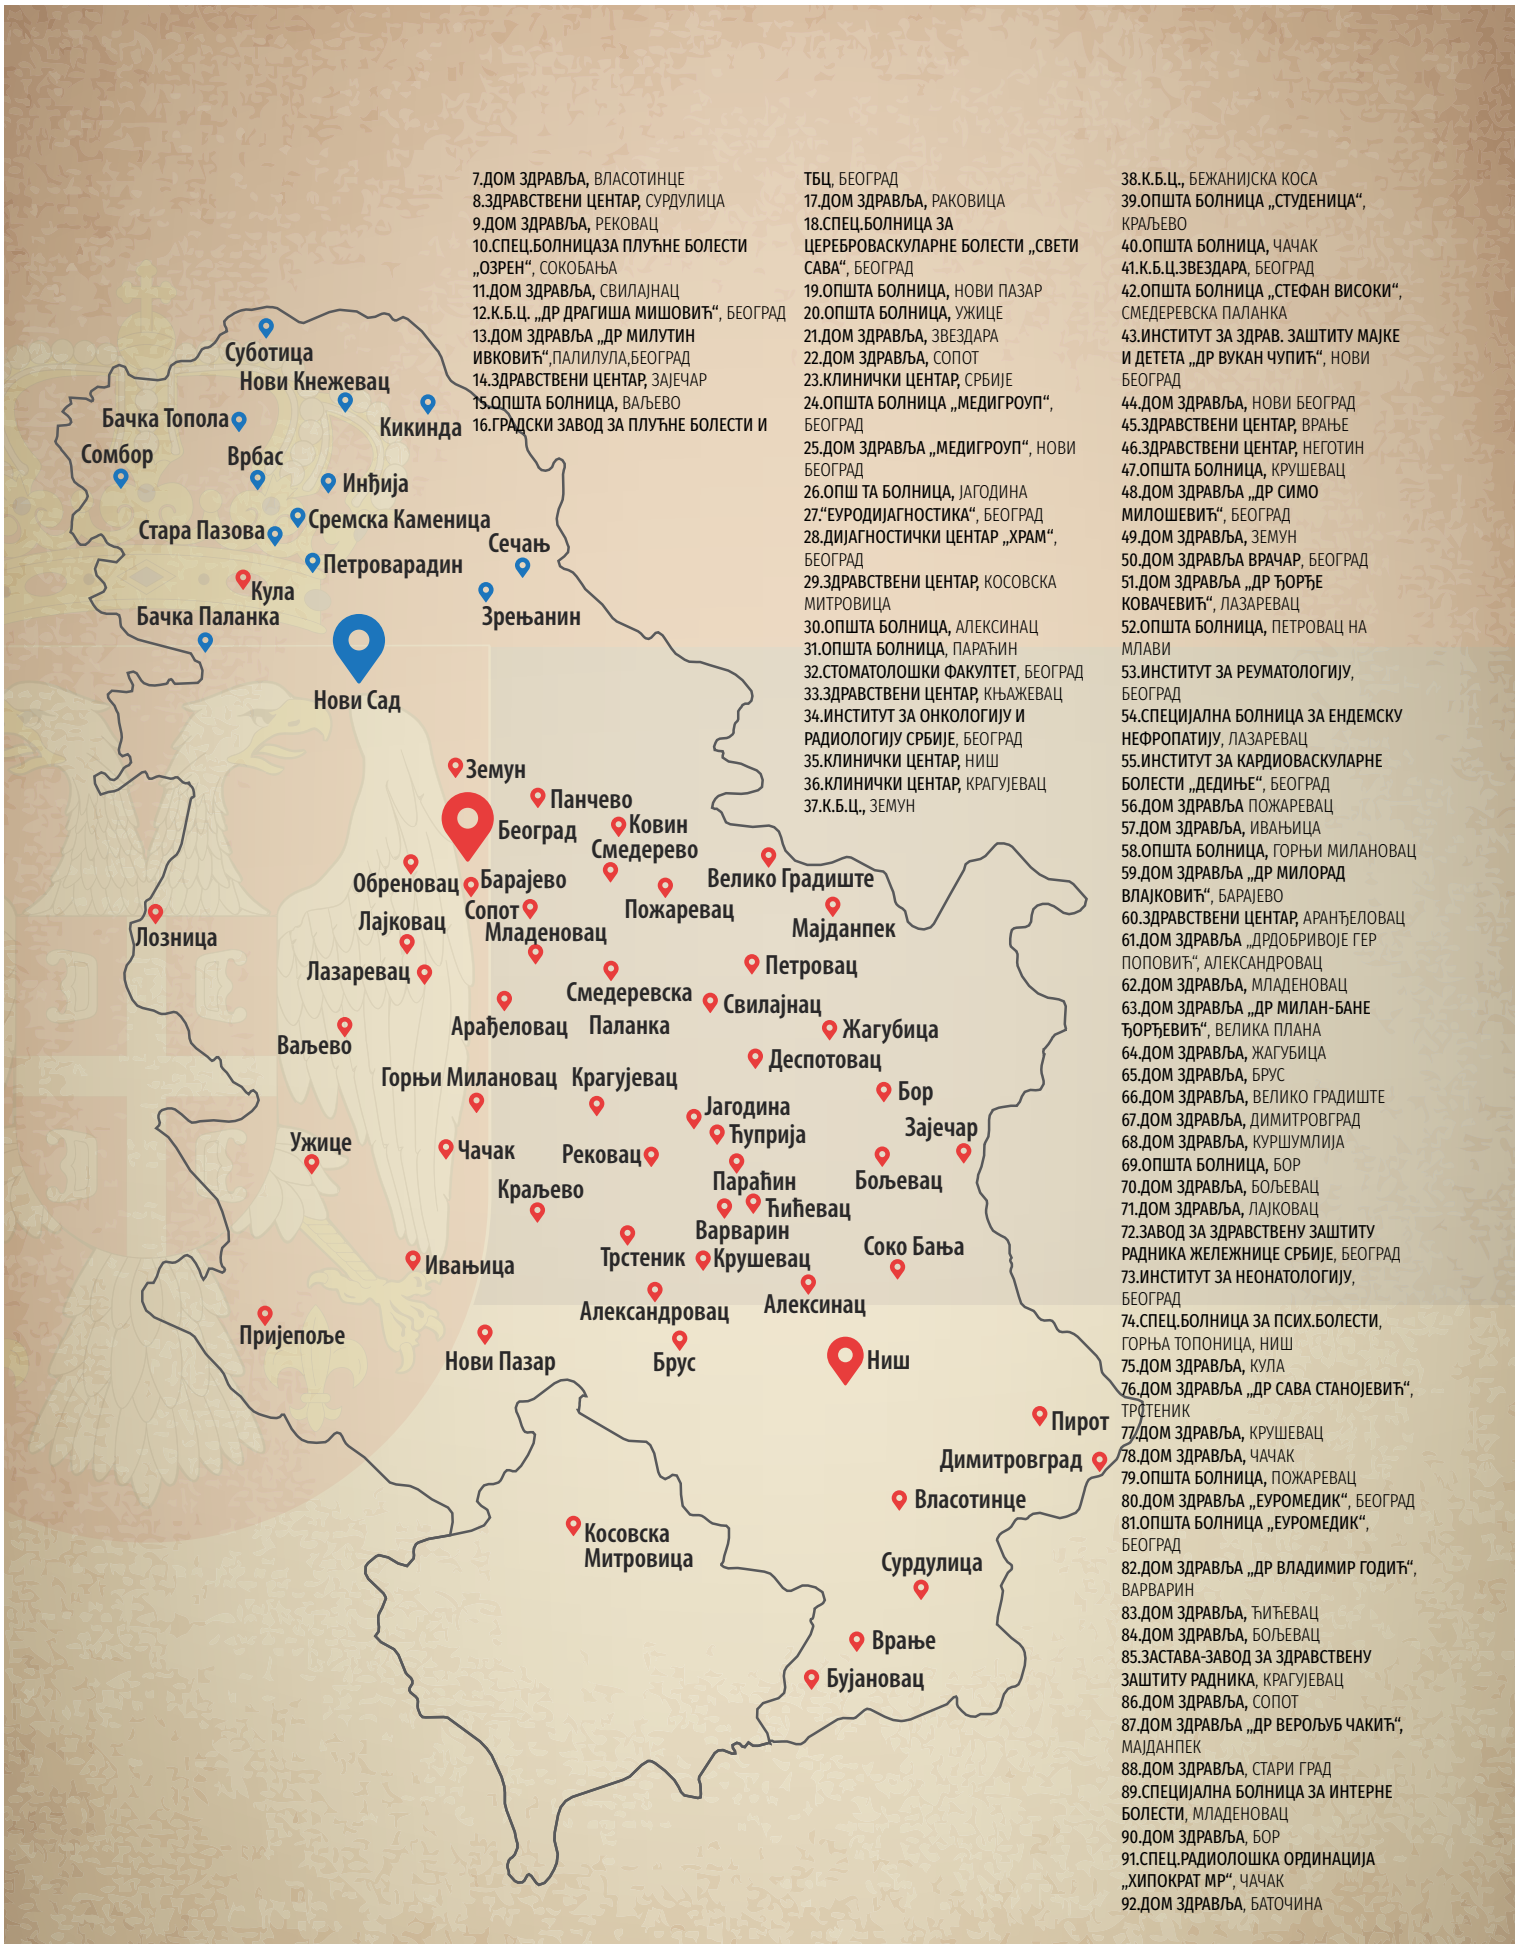 7.ДОМ ЗДРАВЉА, ВЛАСОТИНЦЕ
8.ЗДРАВСТВЕНИ ЦЕНТАР, СУРДУЛИЦА
9.ДОМ ЗДРАВЉА, РЕКОВАЦ
10.СПЕЦ.БОЛНИЦАЗА ПЛУЋНЕ БОЛЕСТИ
„ОЗРЕН“, СОКОБАЊА
11.ДОМ ЗДРАВЉА, СВИЛАЈНАЦ
12.К.Б.Ц. „ДР ДРАГИША МИШОВИЋ“, БЕОГРАД
13.ДОМ ЗДРАВЉА „ДР МИЛУТИН
ИВКОВИЋ“,ПАЛИЛУЛА,БЕОГРАД
14.ЗДРАВСТВЕНИ ЦЕНТАР, ЗАЈЕЧАР
15.ОПШТА БОЛНИЦА, ВАЉЕВО
16.ГРАДСКИ ЗАВОД ЗА ПЛУЋНЕ БОЛЕСТИ И
ТБЦ, БЕОГРАД
17.ДОМ ЗДРАВЉА, РАКОВИЦА
18.СПЕЦ.БОЛНИЦА ЗА
ЦЕРЕБРОВАСКУЛАРНЕ БОЛЕСТИ „СВЕТИ
САВА“, БЕОГРАД
19.ОПШТА БОЛНИЦА, НОВИ ПАЗАР
20.ОПШТА БОЛНИЦА, УЖИЦЕ
21.ДОМ ЗДРАВЉА, ЗВЕЗДАРА
22.ДОМ ЗДРАВЉА, СОПОТ
23.КЛИНИЧКИ ЦЕНТАР, СРБИЈЕ
24.ОПШТА БОЛНИЦА „МЕДИГРОУП“,
БЕОГРАД
25.ДОМ ЗДРАВЉА „МЕДИГРОУП“, НОВИ
БЕОГРАД
26.ОПШ ТА БОЛНИЦА, ЈАГОДИНА
27.“ЕУРОДИЈАГНОСТИКА“, БЕОГРАД
28.ДИЈАГНОСТИЧКИ ЦЕНТАР „ХРАМ“,
БЕОГРАД
29.ЗДРАВСТВЕНИ ЦЕНТАР, КОСОВСКА
МИТРОВИЦА
30.ОПШТА БОЛНИЦА, АЛЕКСИНАЦ
31.ОПШТА БОЛНИЦА, ПАРАЋИН
32.СТОМАТОЛОШКИ ФАКУЛТЕТ, БЕОГРАД
33.ЗДРАВСТВЕНИ ЦЕНТАР, КЊАЖЕВАЦ
34.ИНСТИТУТ ЗА ОНКОЛОГИЈУ И
РАДИОЛОГИЈУ СРБИЈЕ, БЕОГРАД
35.КЛИНИЧКИ ЦЕНТАР, НИШ
36.КЛИНИЧКИ ЦЕНТАР, КРАГУЈЕВАЦ
37.К.Б.Ц., ЗЕМУН
38.К.Б.Ц., БЕЖАНИЈСКА КОСА
39.ОПШТА БОЛНИЦА „СТУДЕНИЦА“,
КРАЉЕВО
40.ОПШТА БОЛНИЦА, ЧАЧАК
41.К.Б.Ц.ЗВЕЗДАРА, БЕОГРАД
42.ОПШТА БОЛНИЦА „СТЕФАН ВИСОКИ“,
СМЕДЕРЕВСКА ПАЛАНКА
43.ИНСТИТУТ ЗА ЗДРАВ. ЗАШТИТУ МАЈКЕ
И ДЕТЕТА „ДР ВУКАН ЧУПИЋ“, НОВИ
БЕОГРАД
44.ДОМ ЗДРАВЉА, НОВИ БЕОГРАД
45.ЗДРАВСТВЕНИ ЦЕНТАР, ВРАЊЕ
46.ЗДРАВСТВЕНИ ЦЕНТАР, НЕГОТИН
47.ОПШТА БОЛНИЦА, КРУШЕВАЦ
48.ДОМ ЗДРАВЉА „ДР СИМО
МИЛОШЕВИЋ“, БЕОГРАД
49.ДОМ ЗДРАВЉА, ЗЕМУН
50.ДОМ ЗДРАВЉА ВРАЧАР, БЕОГРАД
51.ДОМ ЗДРАВЉА „ДР ЂОРЂЕ
КОВАЧЕВИЋ“, ЛАЗАРЕВАЦ
52.ОПШТА БОЛНИЦА, ПЕТРОВАЦ НА
МЛАВИ
53.ИНСТИТУТ ЗА РЕУМАТОЛОГИЈУ,
БЕОГРАД
54.СПЕЦИЈАЛНА БОЛНИЦА ЗА ЕНДЕМСКУ
НЕФРОПАТИЈУ, ЛАЗАРЕВАЦ
55.ИНСТИТУТ ЗА КАРДИОВАСКУЛАРНЕ
БОЛЕСТИ „ДЕДИЊЕ“, БЕОГРАД
56.ДОМ ЗДРАВЉА ПОЖАРЕВАЦ
57.ДОМ ЗДРАВЉА, ИВАЊИЦА
58.ОПШТА БОЛНИЦА, ГОРЊИ МИЛАНОВАЦ
59.ДОМ ЗДРАВЉА „ДР МИЛОРАД
ВЛАЈКОВИЋ“, БАРАЈЕВО
60.ЗДРАВСТВЕНИ ЦЕНТАР, АРАНЂЕЛОВАЦ
61.ДОМ ЗДРАВЉА „ДРДОБРИВОЈЕ ГЕР
ПОПОВИЋ“, АЛЕКСАНДРОВАЦ
62.ДОМ ЗДРАВЉА, МЛАДЕНОВАЦ
63.ДОМ ЗДРАВЉА „ДР МИЛАН-БАНЕ
ЂОРЂЕВИЋ“, ВЕЛИКА ПЛАНА
64.ДОМ ЗДРАВЉА, ЖАГУБИЦА
65.ДОМ ЗДРАВЉА, БРУС
66.ДОМ ЗДРАВЉА, ВЕЛИКО ГРАДИШТЕ
67.ДОМ ЗДРАВЉА, ДИМИТРОВГРАД
68.ДОМ ЗДРАВЉА, КУРШУМЛИЈА
69.ОПШТА БОЛНИЦА, БОР
70.ДОМ ЗДРАВЉА, БОЉЕВАЦ
71.ДОМ ЗДРАВЉА, ЛАЈКОВАЦ
72.ЗАВОД ЗА ЗДРАВСТВЕНУ ЗАШТИТУ
РАДНИКА ЖЕЛЕЖНИЦЕ СРБИЈЕ, БЕОГРАД
73.ИНСТИТУТ ЗА НЕОНАТОЛОГИЈУ,
БЕОГРАД
74.СПЕЦ.БОЛНИЦА ЗА ПСИХ.БОЛЕСТИ,
ГОРЊА ТОПОНИЦА, НИШ
75.ДОМ ЗДРАВЉА, КУЛА
76.ДОМ ЗДРАВЉА „ДР САВА СТАНОЈЕВИЋ“,
ТРСТЕНИК
77.ДОМ ЗДРАВЉА, КРУШЕВАЦ
78.ДОМ ЗДРАВЉА, ЧАЧАК
79.ОПШТА БОЛНИЦА, ПОЖАРЕВАЦ
80.ДОМ ЗДРАВЉА „ЕУРОМЕДИК“, БЕОГРАД
81.ОПШТА БОЛНИЦА „ЕУРОМЕДИК“,
БЕОГРАД
82.ДОМ ЗДРАВЉА „ДР ВЛАДИМИР ГОДИЋ“,
ВАРВАРИН
83.ДОМ ЗДРАВЉА, ЋИЋЕВАЦ
84.ДОМ ЗДРАВЉА, БОЉЕВАЦ
85.ЗАСТАВА-ЗАВОД ЗА ЗДРАВСТВЕНУ
ЗАШТИТУ РАДНИКА, КРАГУЈЕВАЦ
86.ДОМ ЗДРАВЉА, СОПОТ
87.ДОМ ЗДРАВЉА „ДР ВЕРОЉУБ ЧАКИЋ“,
МАЈДАНПЕК
88.ДОМ ЗДРАВЉА, СТАРИ ГРАД
89.СПЕЦИЈАЛНА БОЛНИЦА ЗА ИНТЕРНЕ
БОЛЕСТИ, МЛАДЕНОВАЦ
90.ДОМ ЗДРАВЉА, БОР
91.СПЕЦ.РАДИОЛОШКА ОРДИНАЦИЈА
„ХИПОКРАТ МР“, ЧАЧАК
92.ДОМ ЗДРАВЉА, БАТОЧИНА
Суботица
Нови Кнежевац
Бачка Топола
Кикинда
Сомбор
Врбас
Инђија
Сремска Каменица
Стара Пазова
Сечањ
Петроварадин
Кула
Бачка Паланка
Зрењанин
Нови Сад
Земун
Панчево
Београд
Ковин
Смедерево
Обреновац
Барајево
Велико Градиште
Сопот
Пожаревац
Лајковац
Младеновац
Мајданпек
Лозница
Лазаревац
Петровац
Смедеревска
Паланка
Свилајнац
Арађеловац
Жагубица
Ваљево
Деспотовац
Горњи Милановац
Крагујевац
Бор
Јагодина
Ћуприја
Зајечар
Ужице
Чачак
Рековац
Параћин
Бољевац
Краљево
Ћићевац
Варварин
Трстеник
Крушевац
Соко Бања
Ивањица
Александровац
Алексинац
Пријепоље
Нови Пазар
Брус
Ниш
Пирот
Димитровград
Власотинце
Косовска
Митровица
Сурдулица
Врање
Бујановац